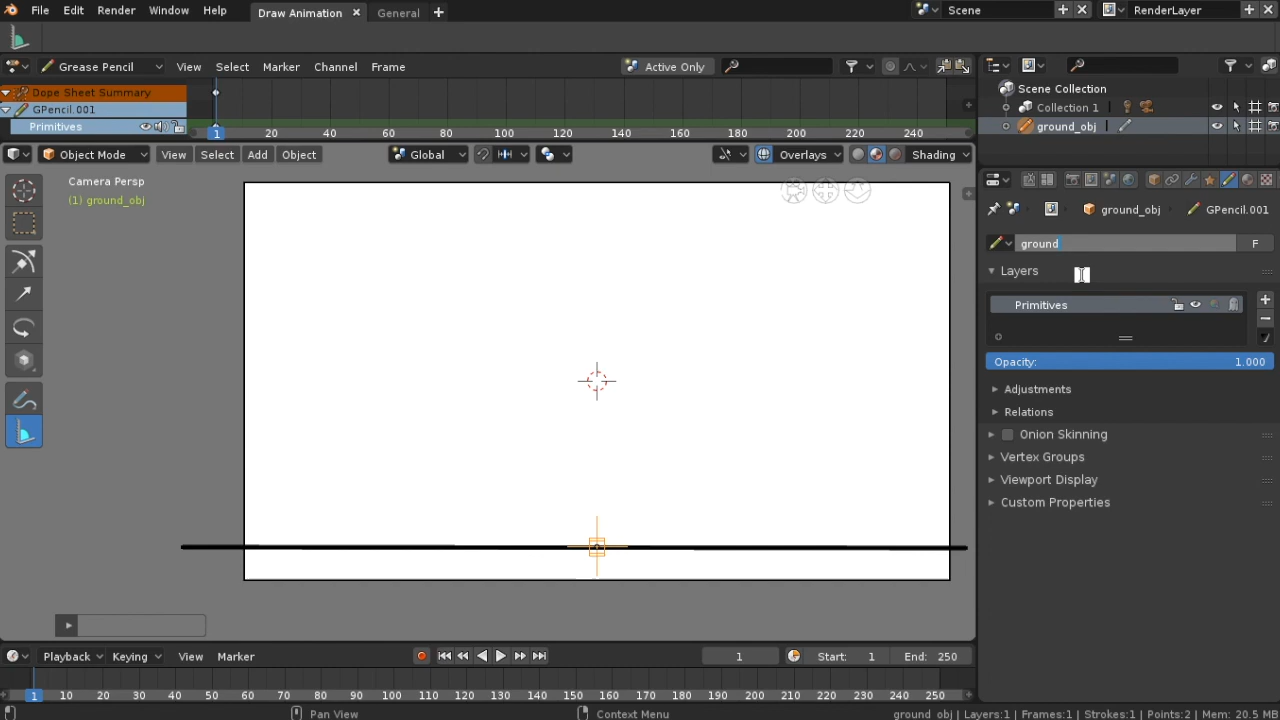 File Edit Render Window Help Draw Animation General Scene RenderLayer
Grease Pencil View Select Marker Channel Frame Active Only
Dope Sheet Summary
GPencil.001
Primitives
1 20 40 60 80 100 120 140 160 180 200 220 240
Scene Collection
Collection 1
ground_obj
Object Mode View Select Add Object Global Overlays Shading
Camera Persp
(1) ground_obj
ground_obj GPencil.001
ground F
Layers
Primitives
Opacity: 1.000
Adjustments
Relations
Onion Skinning
Vertex Groups
Viewport Display
Custom Properties
Playback Keying View Marker 1 Start: 1 End: 250
1 10 20 30 40 50 60 70 80 90 100 110 120 130 140 150 160 170 180 190 200 210 220 230 240 250
Pan View Context Menu ground_obj | Layers:1 | Frames:1 | Strokes:1 | Points:2 | Mem: 20.5 MB